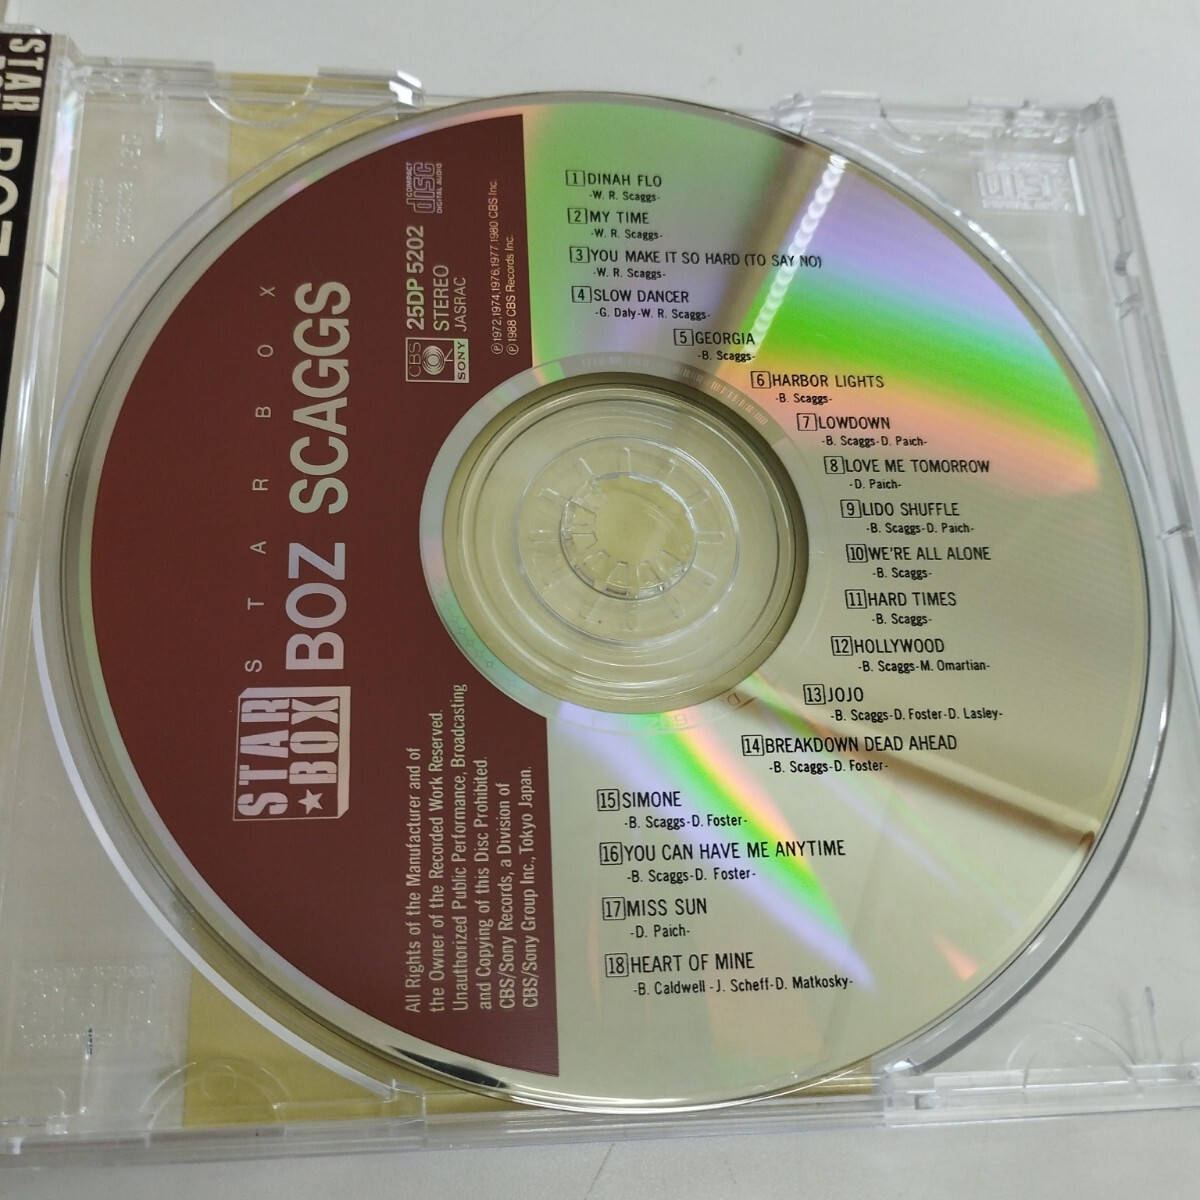 STAR
BOZ
STAR BOX
STARBOX
BOZ SCAGGS
COMPACT
disc
DIGITAL AUDIO
25DP 5202
STEREO
JASRAC
CBS
SONY
Ⓟ1972,1974,1976,1977,1980 CBS Inc.
Ⓟ1988 CBS Records Inc.
All Rights of the Manufacturer and of
the Owner of the Recorded Work Reserved.
Unauthorized Public Performance, Broadcasting
and Copying of this Disc Prohibited.
CBS/Sony Records, a Division of
CBS/Sony Group Inc., Tokyo Japan.
1 DINAH FLO
-W. R. Scaggs-
2 MY TIME
-W. R. Scaggs-
3 YOU MAKE IT SO HARD (TO SAY NO)
-W. R. Scaggs-
4 SLOW DANCER
-G. Daly-W. R. Scaggs-
5 GEORGIA
-B. Scaggs-
6 HARBOR LIGHTS
-B. Scaggs-
7 LOWDOWN
-B. Scaggs-D. Paich-
8 LOVE ME TOMORROW
-D. Paich-
9 LIDO SHUFFLE
-B. Scaggs-D. Paich-
10 WE'RE ALL ALONE
-B. Scaggs-
11 HARD TIMES
-B. Scaggs-
12 HOLLYWOOD
-B. Scaggs-M. Omartian-
13 JOJO
-B. Scaggs-D. Foster-D. Lasley-
14 BREAKDOWN DEAD AHEAD
-B. Scaggs-D. Foster-
15 SIMONE
-B. Scaggs-D. Foster-
16 YOU CAN HAVE ME ANYTIME
-B. Scaggs-D. Foster-
17 MISS SUN
-D. Paich-
18 HEART OF MINE
-B. Caldwell -J. Scheff-D. Matkosky-